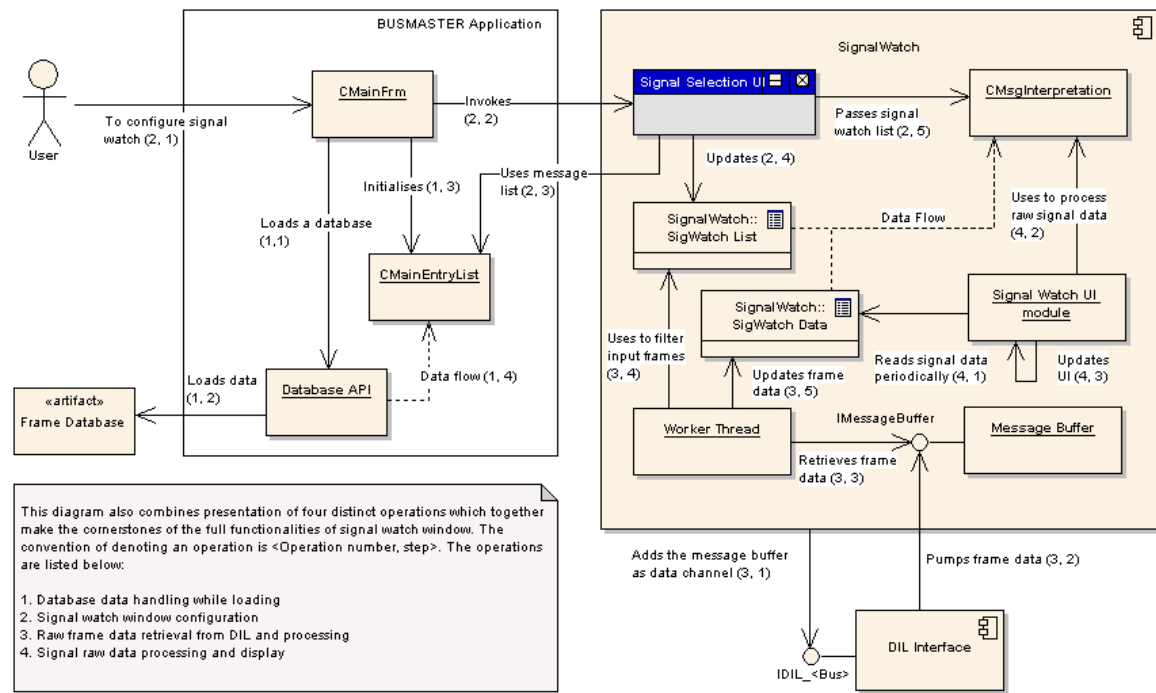 BUSMASTER Application
SignalWatch
CMainFrm
Invokes
(2, 2)
Signal Selection UI
Passes signal
watch list (2, 5)
CMsgInterpretation
To configure signal
watch (2, 1)
User
Updates (2, 4)
Initialises (1, 3)
Uses message
list (2, 3)
Loads a database
(1,1)
Uses to process
raw signal data
(4, 2)
SignalWatch::
SigWatch List
Data Flow
CMainEntryList
SignalWatch::
SigWatch Data
Signal Watch UI
module
Uses to filter
input frames
(3, 4)
Reads signal data
periodically (4, 1)
Updates
UI (4, 3)
Updates frame
data (3, 5)
Loads data
(1, 2)
Database API
Data flow (1, 4)
«artifact»
Frame Database
Worker Thread
IMessageBuffer
Message Buffer
Retrieves frame
data (3, 3)
This diagram also combines presentation of four distinct operations which together
make the cornerstones of the full functionalities of signal watch window. The
convention of denoting an operation is <Operation number, step>. The operations
are listed below:
1. Database data handling while loading
2. Signal watch window configuration
3. Raw frame data retrieval from DIL and processing
4. Signal raw data processing and display
Adds the message buffer
as data channel (3, 1)
Pumps frame data (3, 2)
DIL Interface
IDIL_<Bus>